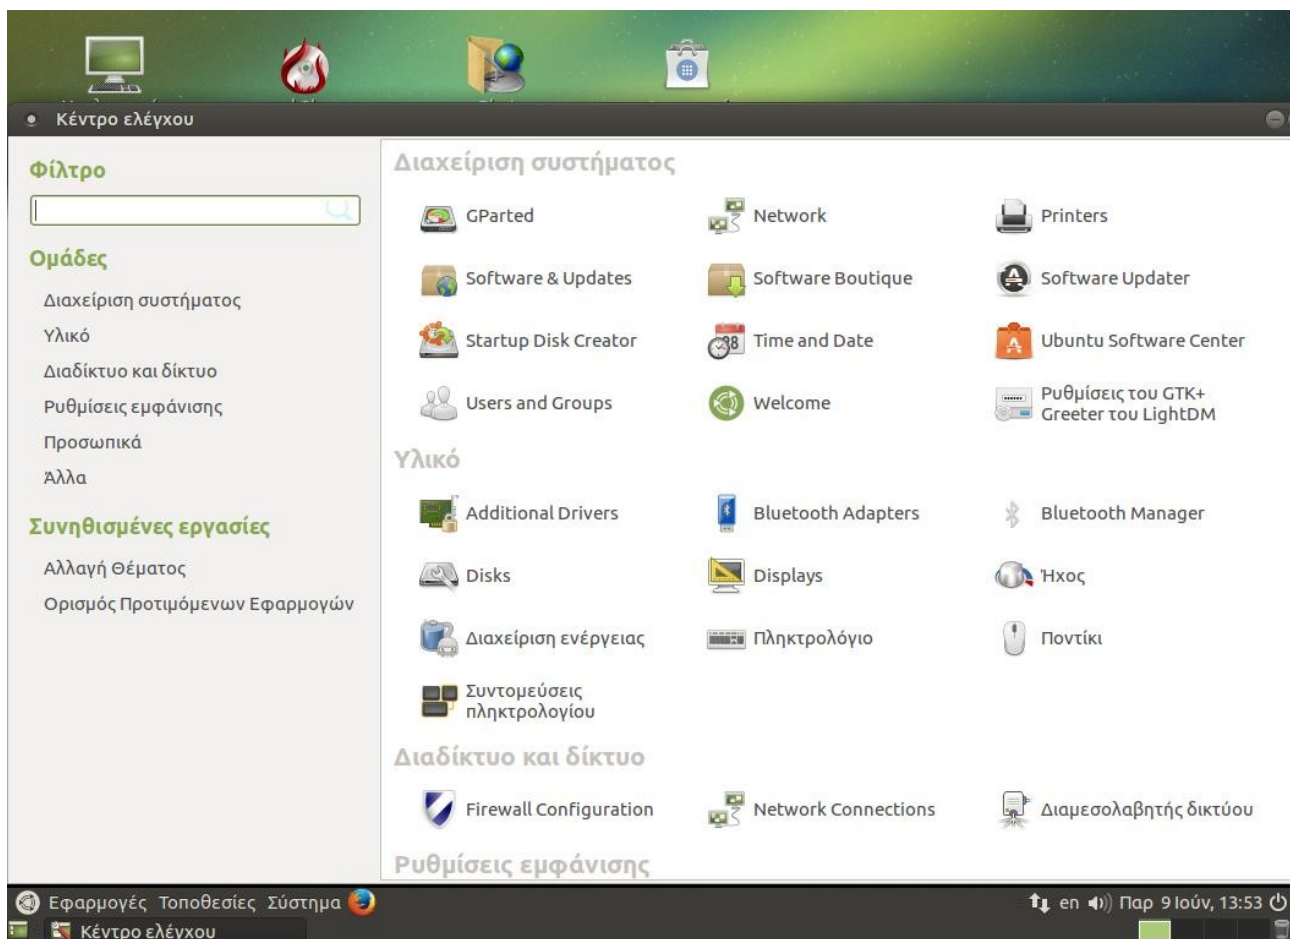 Κέντρο ελέγχου
Φίλτρο
Ομάδες
Διαχείριση συστήματος
Υλικό
Διαδίκτυο και δίκτυο
Ρυθμίσεις εμφάνισης
Προσωπικά
Άλλα
Συνηθισμένες εργασίες
Αλλαγή Θέματος
Ορισμός Προτιμόμενων Εφαρμογών
Διαχείριση συστήματος
GParted
Network
Printers
Software & Updates
Software Boutique
Software Updater
Startup Disk Creator
Time and Date
Ubuntu Software Center
Users and Groups
Welcome
Ρυθμίσεις του GTK+
Greeter του LightDM
Υλικό
Additional Drivers
Bluetooth Adapters
Bluetooth Manager
Disks
Displays
Ήχος
Διαχείριση ενέργειας
Πληκτρολόγιο
Ποντίκι
Συντομεύσεις
πληκτρολογίου
Διαδίκτυο και δίκτυο
Firewall Configuration
Network Connections
Διαμεσολαβητής δικτύου
Ρυθμίσεις εμφάνισης
Εφαρμογές Τοποθεσίες Σύστημα
en Παρ 9 Ιούν, 13:53
Κέντρο ελέγχου